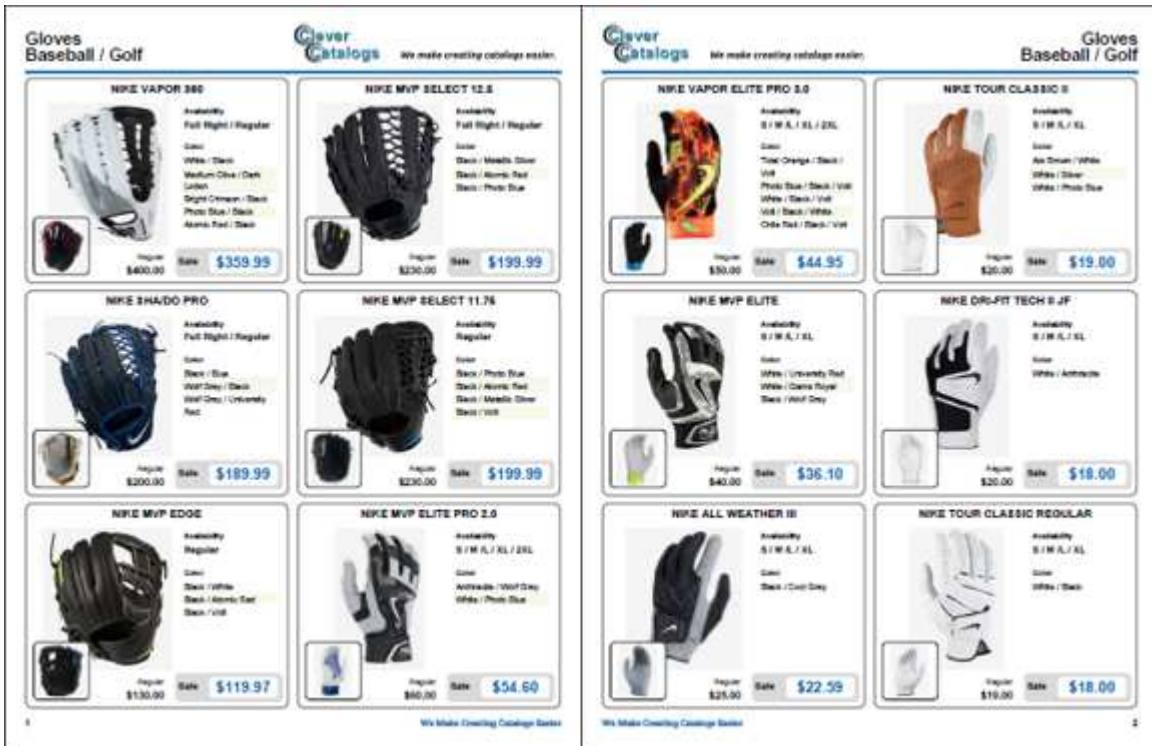 Gloves
Baseball / Golf
Clever
Catalogs
We make creating catalogs easier.
NIKE VAPOR 360
Availability
Full Right / Regular
Color
White / Black
Medium Olive / Dark
Bright Crimson / Black
Photo Blue / Black
Atomic Red / Black
Regular
$400.00
Sale
$359.99
NIKE MVP SELECT 12.5
Availability
Full Right / Regular
Color
Black / Metallic Silver
Black / Atomic Red
Black / Photo Blue
Regular
$230.00
Sale
$199.99
NIKE SHA/DO PRO
Availability
Full Right / Regular
Color
Black / Blue
Wolf Grey / Black
Wolf Grey / University
Red
Regular
$200.00
Sale
$189.99
NIKE MVP SELECT 11.75
Availability
Regular
Color
Black / Photo Blue
Black / Atomic Red
Black / Metallic Silver
Black / Volt
Regular
$230.00
Sale
$199.99
NIKE MVP EDGE
Availability
Regular
Color
Black / White
Black / Atomic Red
Black / Volt
Regular
$130.00
Sale
$119.97
NIKE MVP ELITE PRO 2.0
Availability
S / M /L / XL / 2XL
Color
Anthracite / Wolf Grey
White / Photo Blue
Regular
$60.00
Sale
$54.60
We Make Creating Catalogs Easier
Clever
Catalogs
We make creating catalogs easier.
Gloves
Baseball / Golf
NIKE VAPOR ELITE PRO 3.0
Availability
S / M /L / XL / 2XL
Color
Total Orange / Black /
Volt
Photo Blue / Black / Volt
White / Black / Volt
Volt / Black / White
Chile Red / Black / Volt
Regular
$50.00
Sale
$44.95
NIKE TOUR CLASSIC II
Availability
S / M /L / XL
Color
Ale Brown / White
White / Silver
White / Photo Blue
Regular
$20.00
Sale
$19.00
NIKE MVP ELITE
Availability
S / M /L / XL
Color
White / University Red
White / Game Royal
Black / Wolf Grey
Regular
$40.00
Sale
$36.10
NIKE DRI-FIT TECH II JF
Availability
S / M /L / XL
Color
White / Anthracite
Regular
$20.00
Sale
$18.00
NIKE ALL WEATHER III
Availability
S / M /L / XL
Color
Black / Cool Grey
Regular
$25.00
Sale
$22.59
NIKE TOUR CLASSIC REGULAR
Availability
S / M /L / XL
Color
White / Black
Regular
$19.00
Sale
$18.00
We Make Creating Catalogs Easier
2